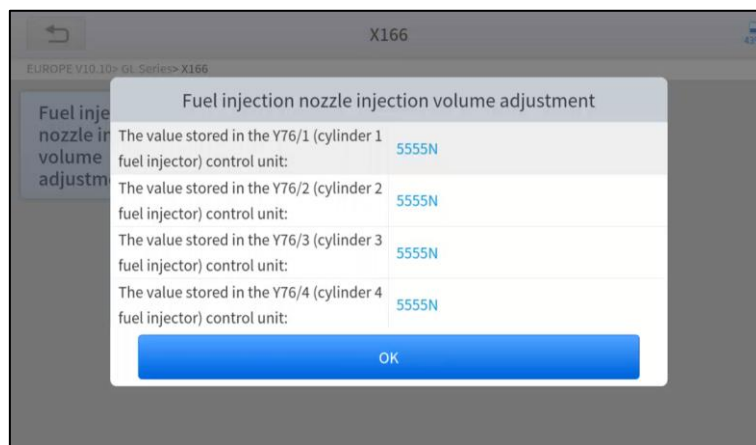 X166
EUROPE V10.10> GL Series> X166
Fuel inje
nozzle in
volume
adjustm
Fuel injection nozzle injection volume adjustment
The value stored in the Y76/1 (cylinder 1
fuel injector) control unit:
5555N
The value stored in the Y76/2 (cylinder 2
fuel injector) control unit:
5555N
The value stored in the Y76/3 (cylinder 3
fuel injector) control unit:
5555N
The value stored in the Y76/4 (cylinder 4
fuel injector) control unit:
5555N
OK